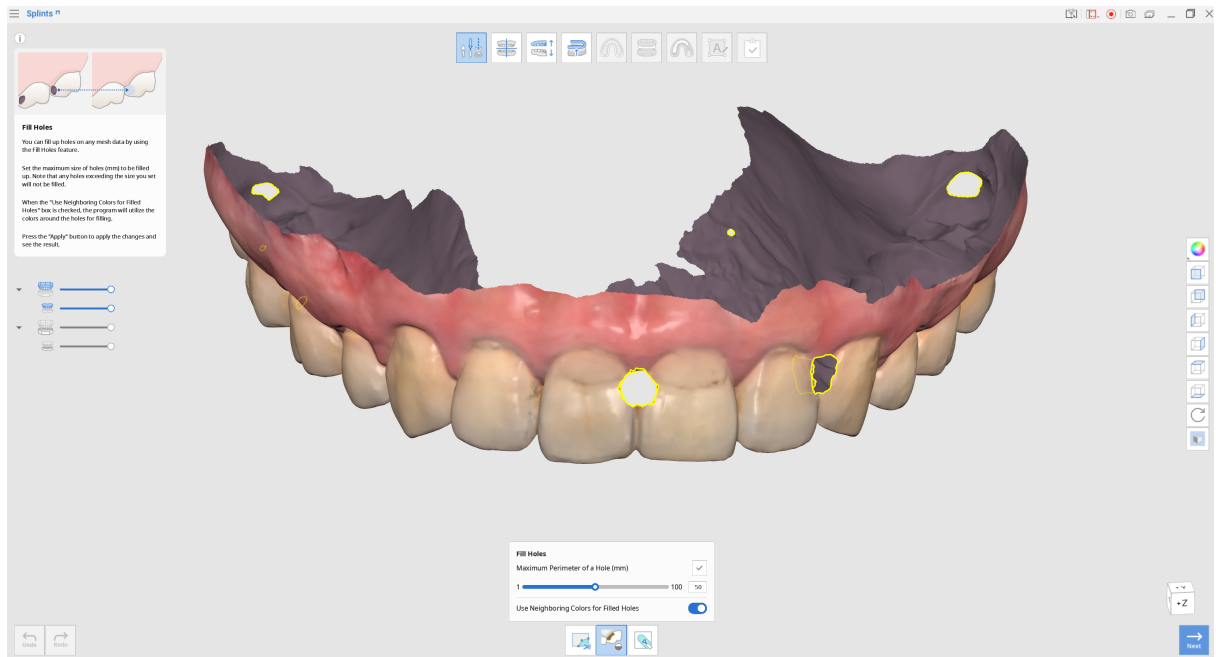 Splints
Fill Holes
You can fill up holes on any mesh data by using
the Fill Holes feature.
Set the maximum size of holes (mm) to be filled
up. Note that any holes exceeding the size you set
will not be filled.
When the "Use Neighboring Colors for Filled
Holes" box is checked, the program will utilize the
colors around the holes for filling.
Press the "Apply" button to apply the changes and
see the result.
Fill Holes
Maximum Perimeter of a Hole (mm)
1 100 50
Use Neighboring Colors for Filled Holes
+Z
Undo Redo
Next